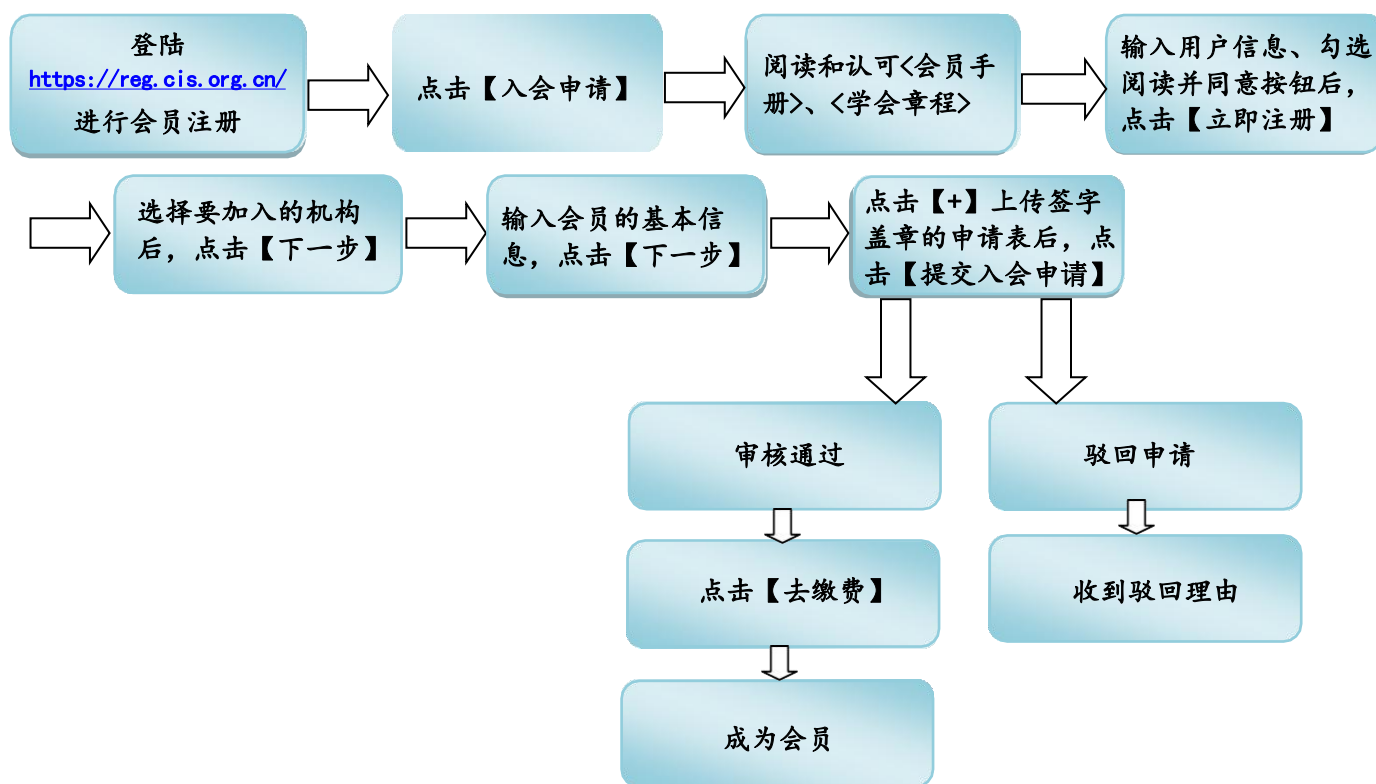 登陆
https://reg.cis.org.cn/
进行会员注册
点击【入会申请】
阅读和认可<会员手
册>、<学会章程>
输入用户信息、勾选
阅读并同意按钮后，
点击【立即注册】
选择要加入的机构
后，点击【下一步】
输入会员的基本信
息，点击【下一步】
点击【+】上传签字
盖章的申请表后，点
击【提交入会申请】
审核通过
驳回申请
点击【去缴费】
收到驳回理由
成为会员